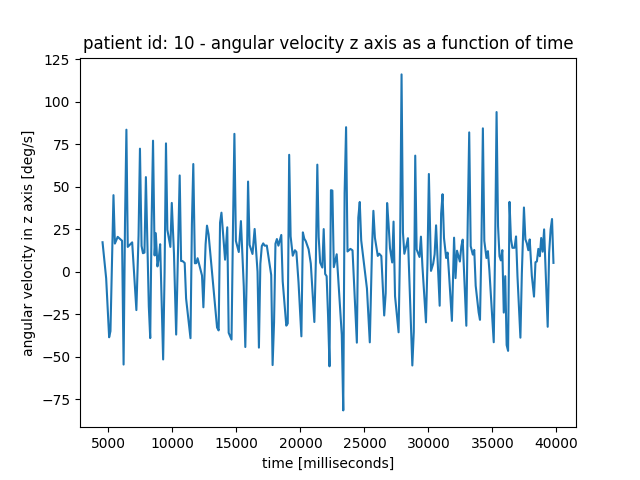 patient id: 10 - angular velocity z axis as a function of time
angular velocity in z axis [deg/s]
125
100
75
50
25
0
−25
−50
−75
5000 10000 15000 20000 25000 30000 35000 40000
time [milliseconds]